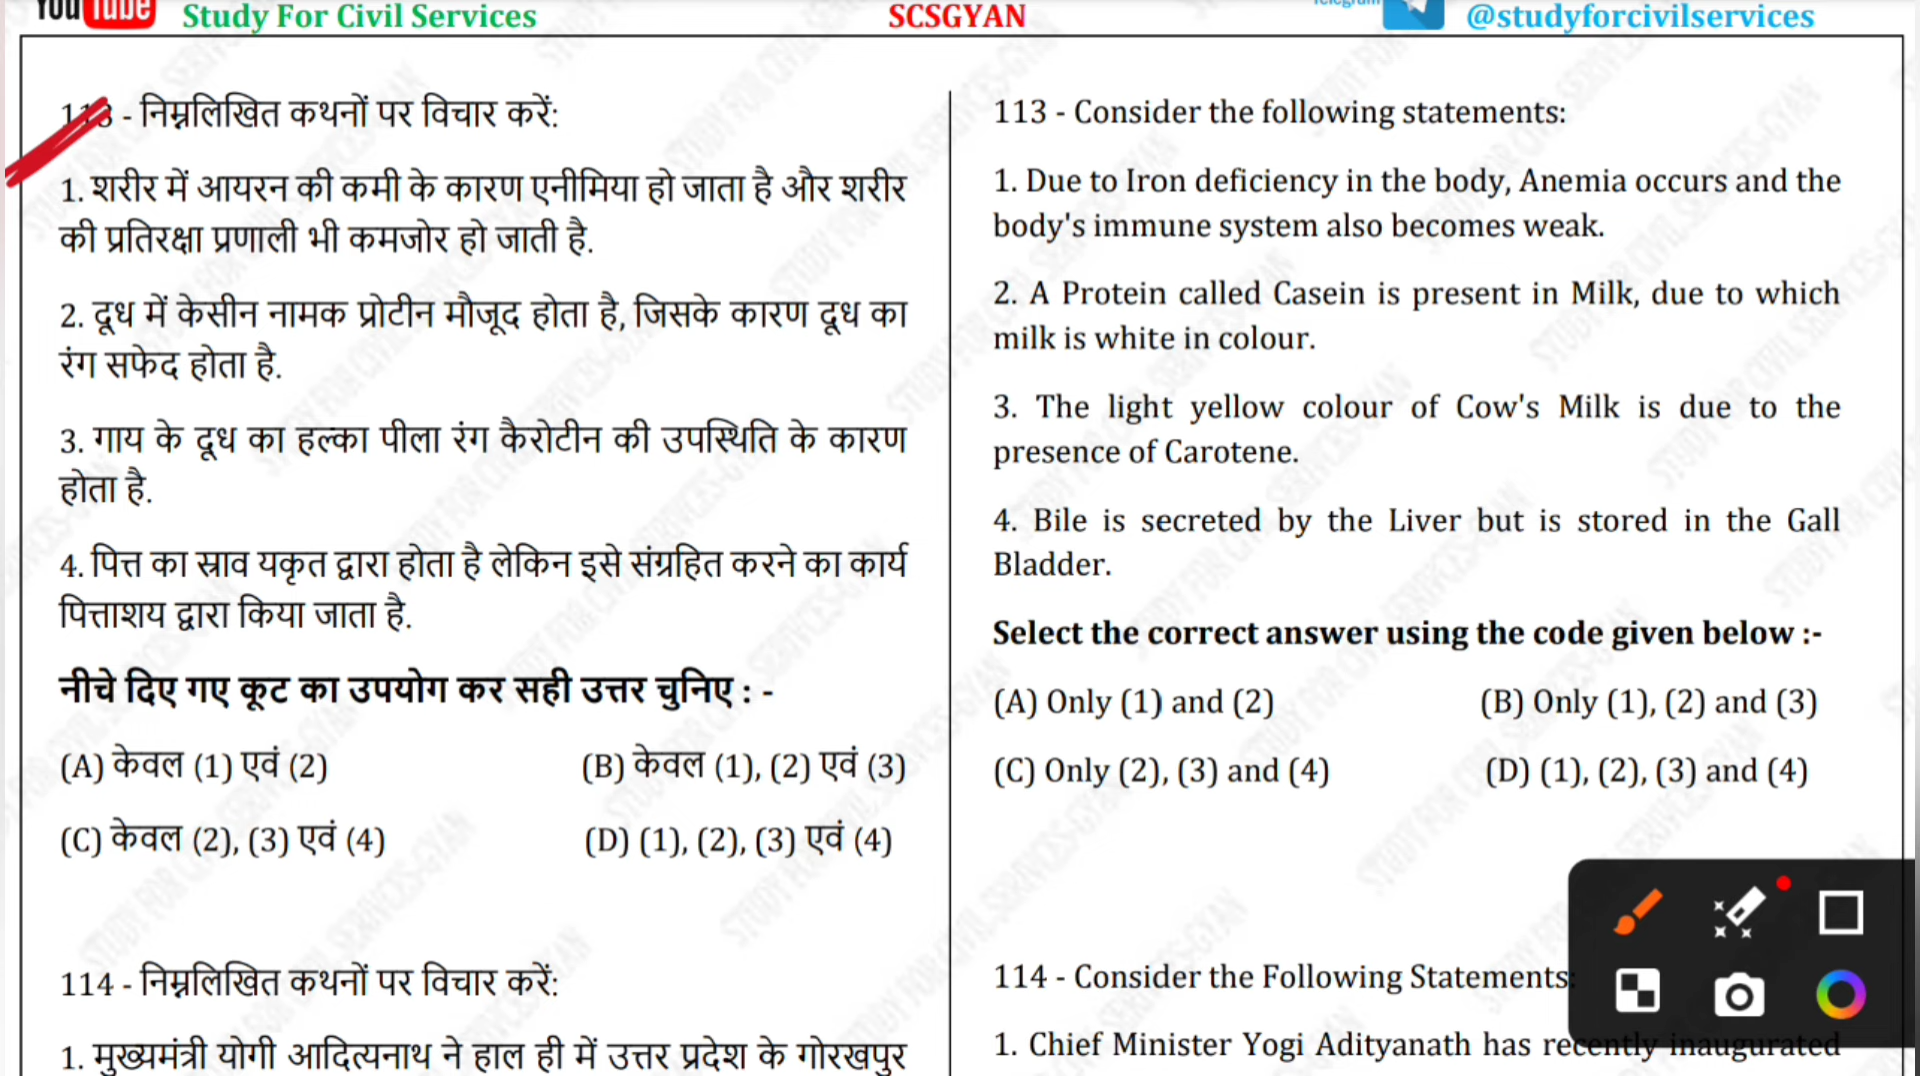 YouTube Study For Civil Services SCSGYAN Telegram @studyforcivilservices
113 - निम्नलिखित कथनों पर विचार करें:
1. शरीर में आयरन की कमी के कारण एनीमिया हो जाता है और शरीर
की प्रतिरक्षा प्रणाली भी कमजोर हो जाती है.
2. दूध में केसीन नामक प्रोटीन मौजूद होता है, जिसके कारण दूध का
रंग सफेद होता है.
3. गाय के दूध का हल्का पीला रंग कैरोटीन की उपस्थिति के कारण
होता है.
4. पित्त का स्राव यकृत द्वारा होता है लेकिन इसे संग्रहित करने का कार्य
पित्ताशय द्वारा किया जाता है.
नीचे दिए गए कूट का उपयोग कर सही उत्तर चुनिए : -
(A) केवल (1) एवं (2) (B) केवल (1), (2) एवं (3)
(C) केवल (2), (3) एवं (4) (D) (1), (2), (3) एवं (4)
114 - निम्नलिखित कथनों पर विचार करें:
1. मुख्यमंत्री योगी आदित्यनाथ ने हाल ही में उत्तर प्रदेश के गोरखपुर
113 - Consider the following statements:
1. Due to Iron deficiency in the body, Anemia occurs and the
body's immune system also becomes weak.
2. A Protein called Casein is present in Milk, due to which
milk is white in colour.
3. The light yellow colour of Cow's Milk is due to the
presence of Carotene.
4. Bile is secreted by the Liver but is stored in the Gall
Bladder.
Select the correct answer using the code given below :-
(A) Only (1) and (2) (B) Only (1), (2) and (3)
(C) Only (2), (3) and (4) (D) (1), (2), (3) and (4)
114 - Consider the Following Statements:
1. Chief Minister Yogi Adityanath has recently inaugurated